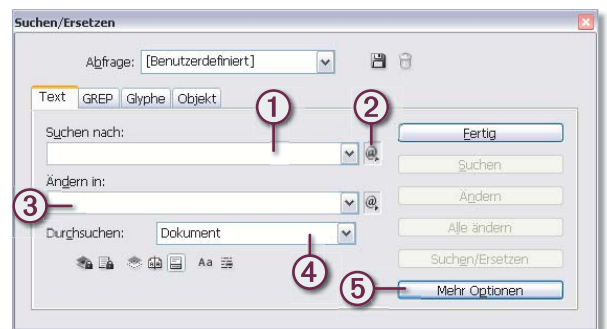 Suchen/Ersetzen
Abfrage: [Benutzerdefiniert]
Text GREP Glyphe Objekt
1 2
Suchen nach: Fertig
@ Suchen
Ändern in: Ändern
3 @
Durchsuchen: Dokument Alle ändern
Aa 4 Suchen/Ersetzen
5 Mehr Optionen